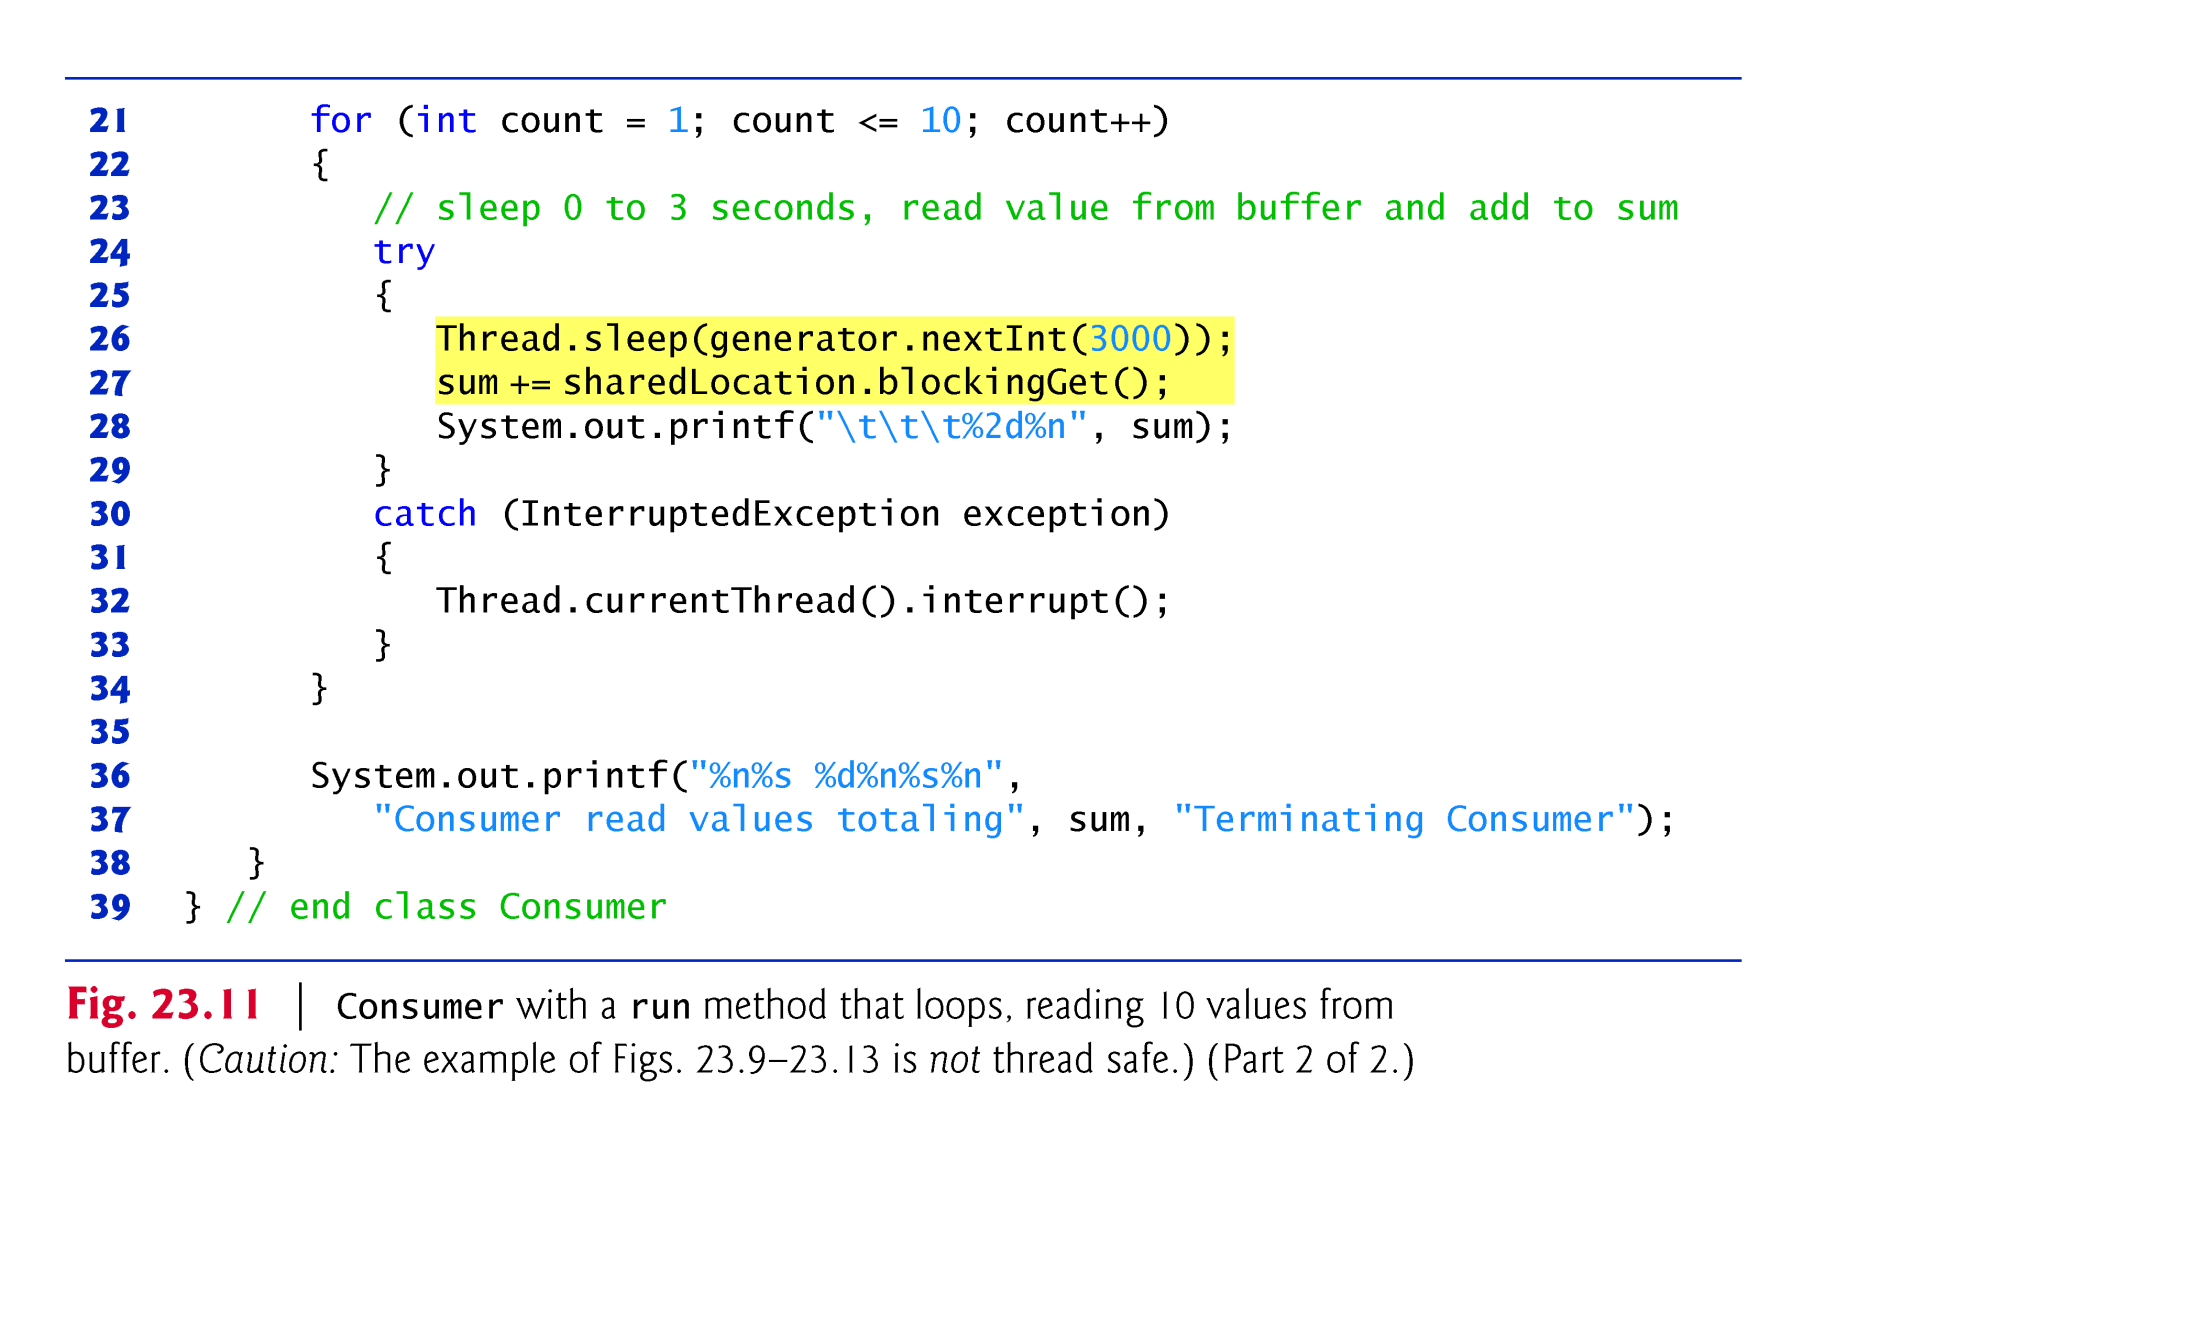 21 for (int count = 1; count <= 10; count++)
22 {
23 // sleep 0 to 3 seconds, read value from buffer and add to sum
24 try
25 {
26 Thread.sleep(generator.nextInt(3000));
27 sum += sharedLocation.blockingGet();
28 System.out.printf("\t\t\t%2d%n", sum);
29 }
30 catch (InterruptedException exception)
31 {
32 Thread.currentThread().interrupt();
33 }
34 }
35
36 System.out.printf("%n%s %d%n%s%n",
37 "Consumer read values totaling", sum, "Terminating Consumer");
38 }
39 } // end class Consumer
Fig. 23.11 | Consumer with a run method that loops, reading 10 values from
buffer. (Caution: The example of Figs. 23.9–23.13 is not thread safe.) (Part 2 of 2.)